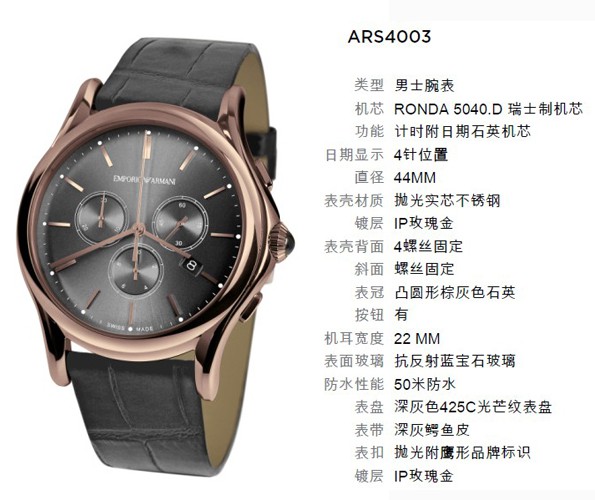 ARS4003
类型 男士腕表
机芯 RONDA 5040.D 瑞士制机芯
功能 计时附日期石英机芯
日期显示 4针位置
直径 44MM
表壳材质 抛光实芯不锈钢
镀层 IP玫瑰金
表壳背面 4螺丝固定
斜面 螺丝固定
表冠 凸圆形棕灰色石英
按钮 有
机耳宽度 22 MM
表面玻璃 抗反射蓝宝石玻璃
防水性能 50米防水
表盘 深灰色425C光芒纹表盘
表带 深灰鳄鱼皮
表扣 抛光附鹰形品牌标识
镀层 IP玫瑰金
EMPORIO ARMANI
60
30
SWISS MADE